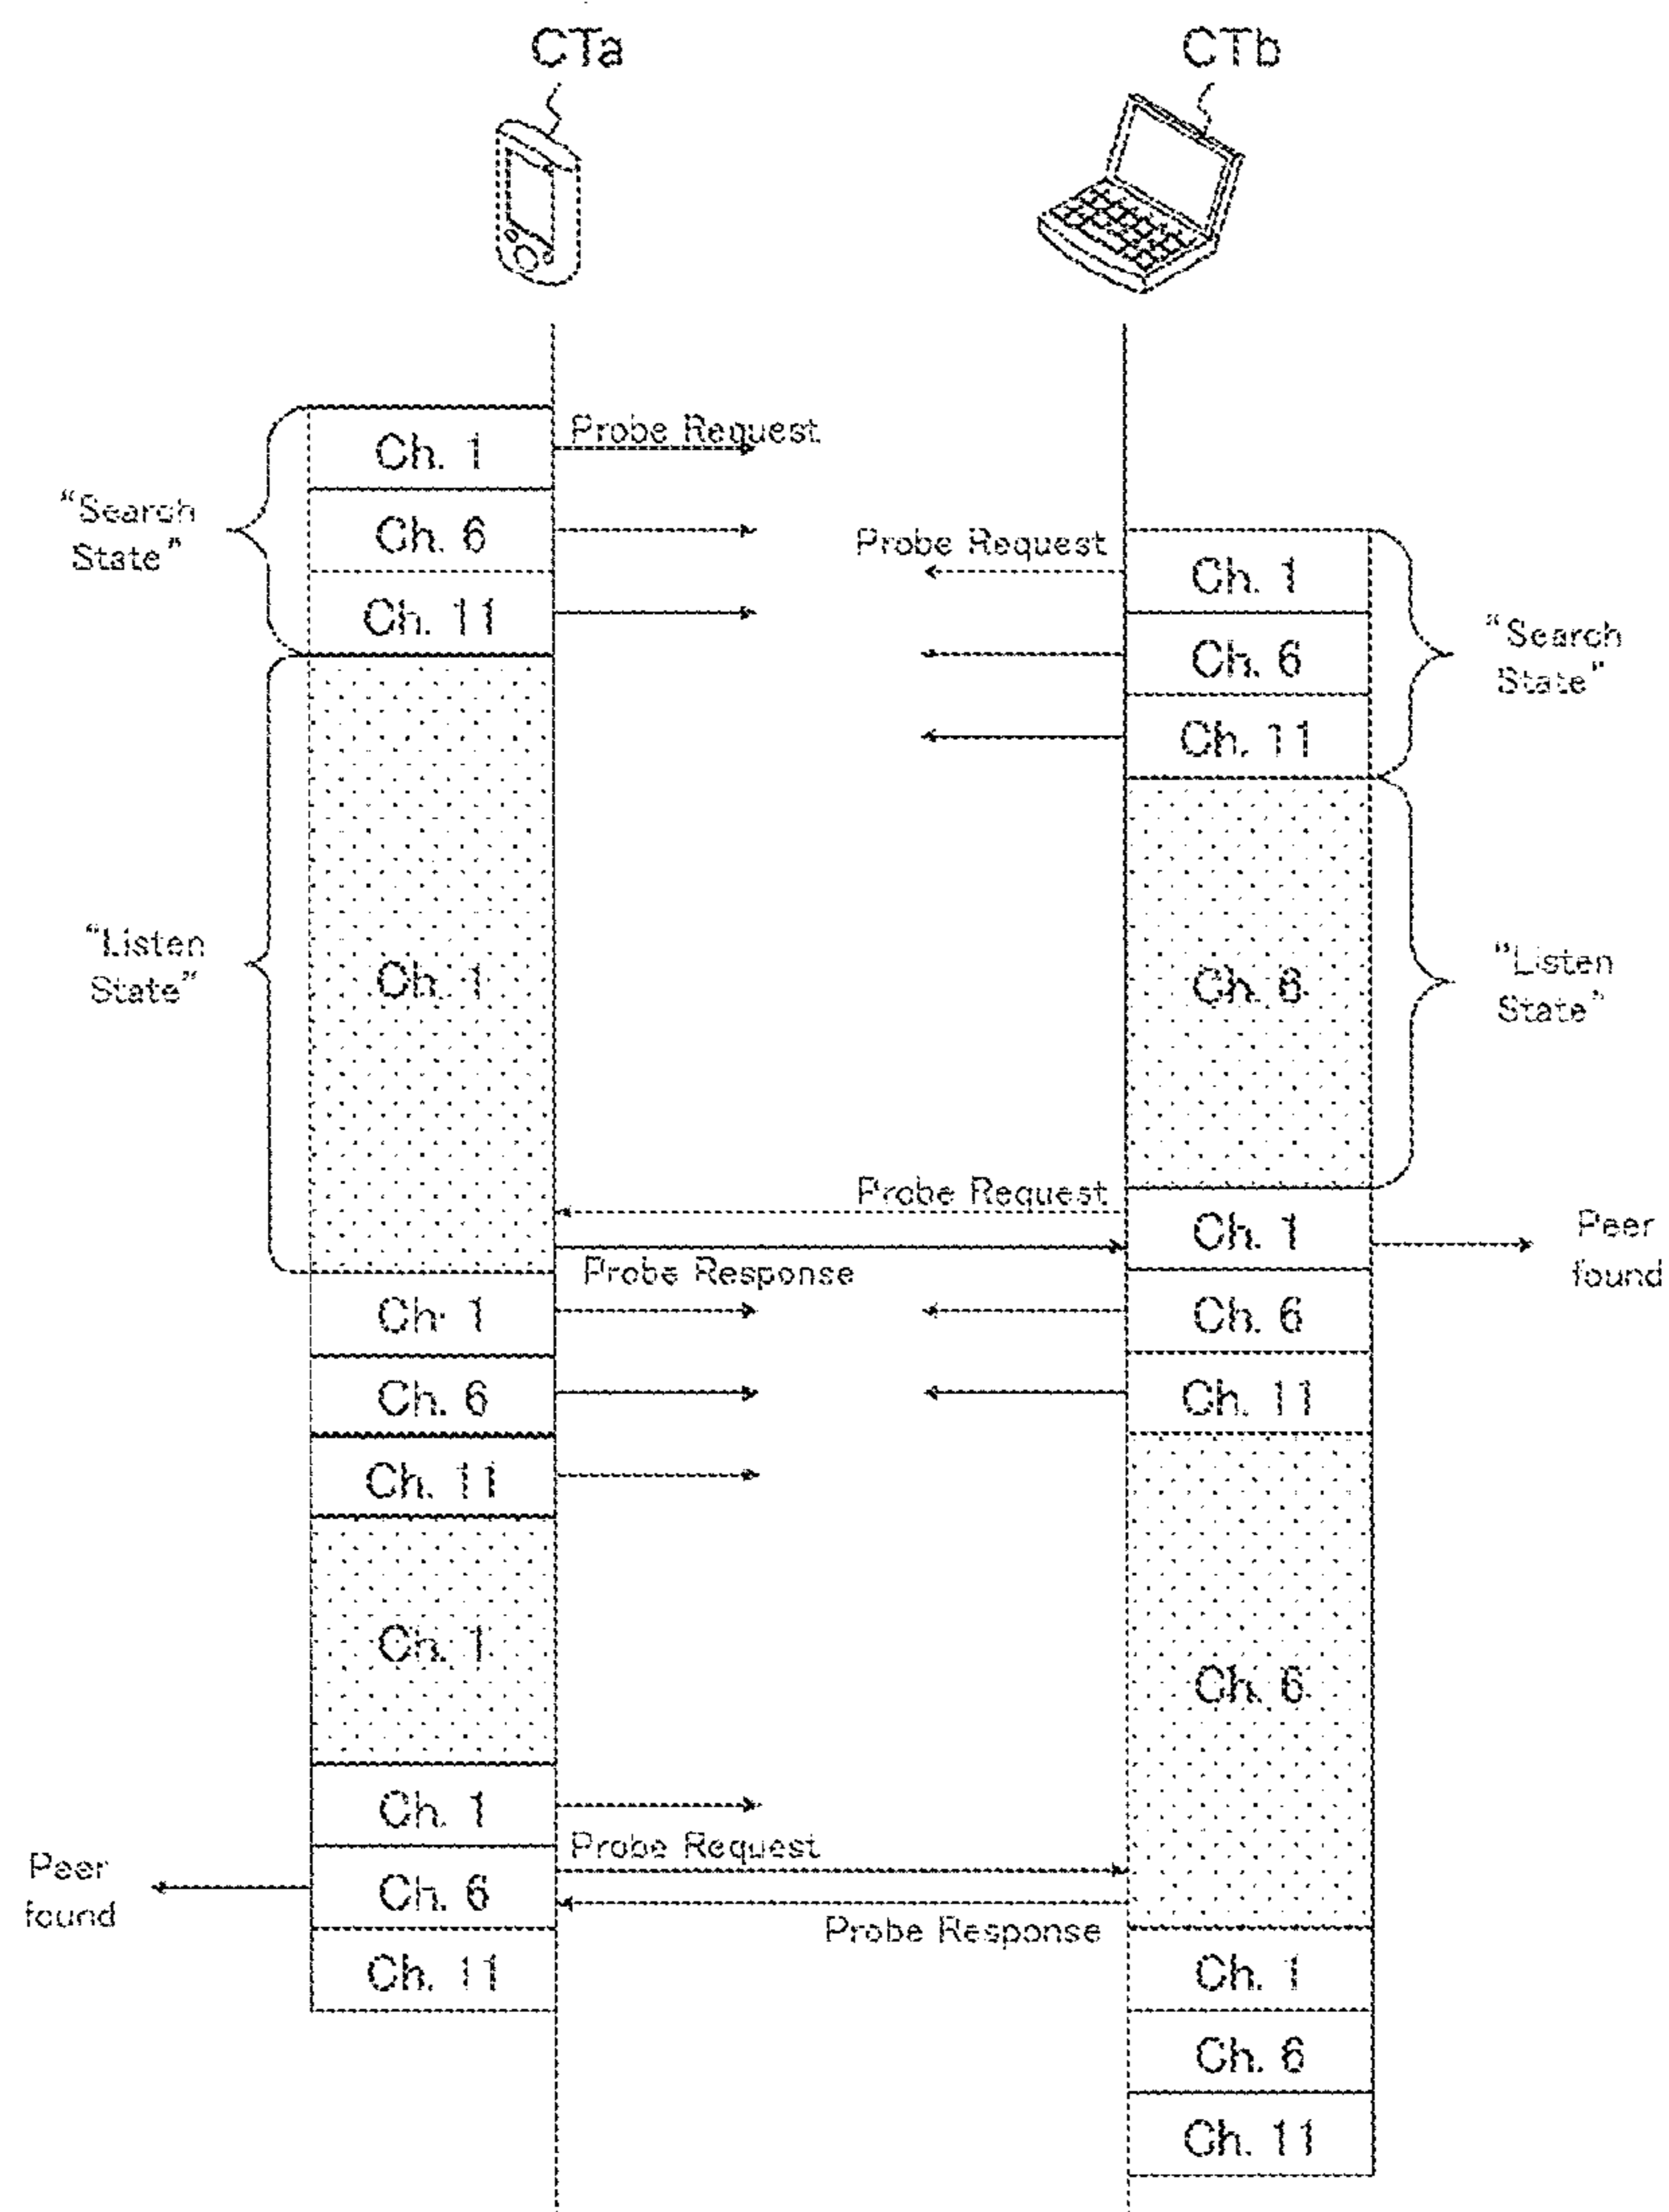 CTa
CTb
Ch. 1
Probe Request
"Search
State"
Ch. 6
Probe Request
Ch. 1
Ch. 11
"Search
State"
Ch. 6
Ch. 11
"Listen
State"
Ch. 1
Ch. 6
"Listen
State"
Probe Request
Ch. 1
Peer
found
Probe Response
Ch. 1
Ch. 6
Ch. 6
Ch. 11
Ch. 11
Ch. 1
Ch. 6
Ch. 1
Probe Request
Peer
found
Ch. 6
Probe Response
Ch. 11
Ch. 1
Ch. 6
Ch. 11